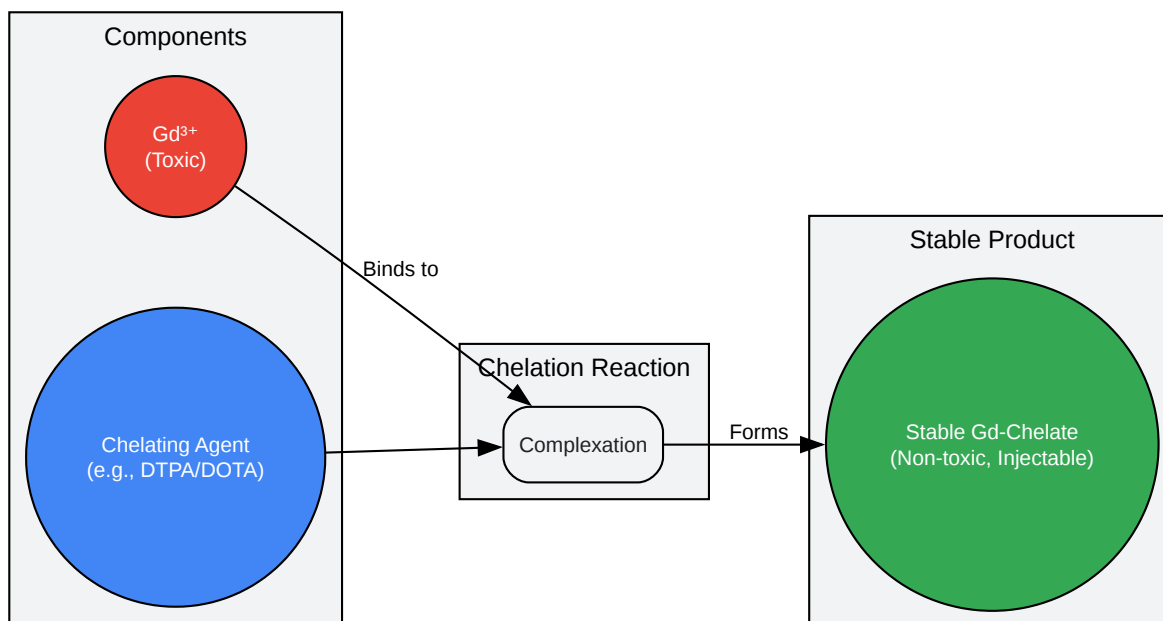 Components
Gd³⁺
(Toxic)
Binds to
Chelating Agent
(e.g., DTPA/DOTA)
Chelation Reaction
Complexation
Forms
Stable Product
Stable Gd-Chelate
(Non-toxic, Injectable)